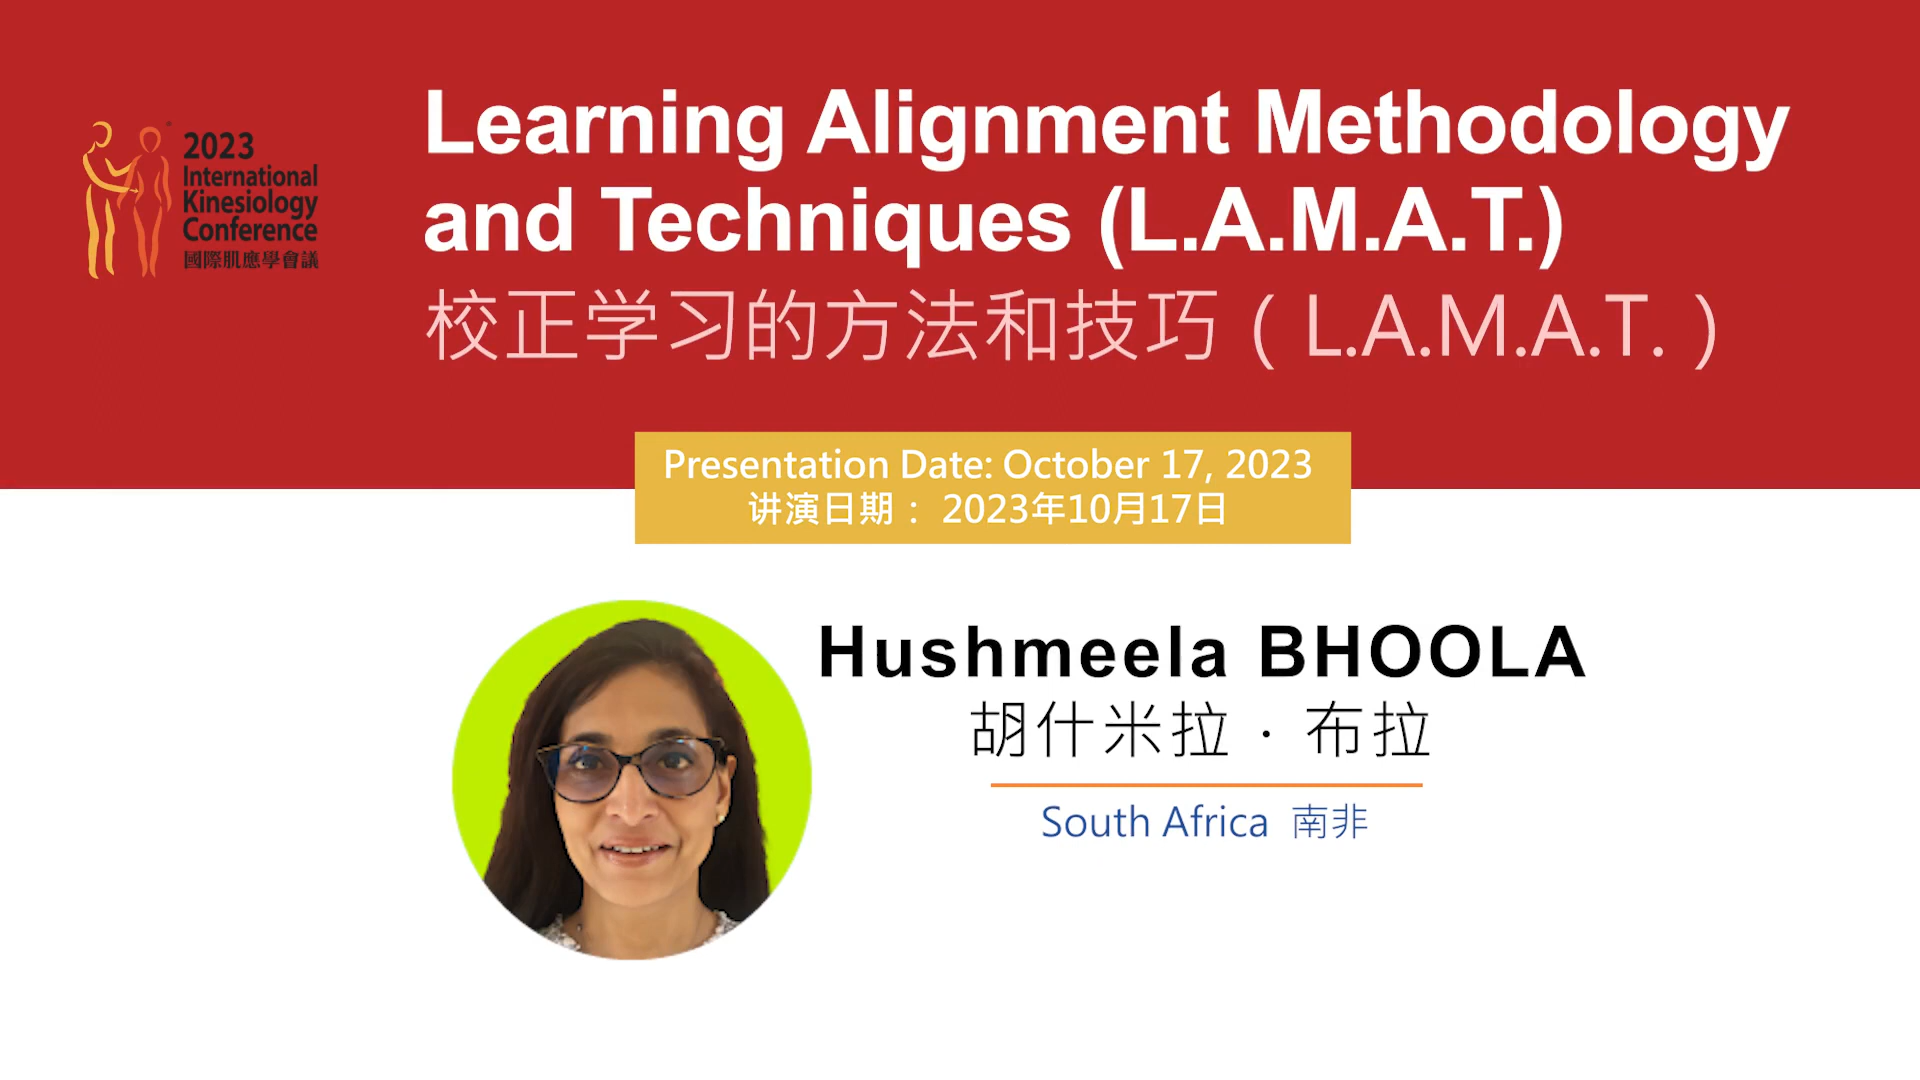 2023
International
Kinesiology
Conference
國際肌應學會議
Learning Alignment Methodology
and Techniques (L.A.M.A.T.)
校正学习的方法和技巧（L.A.M.A.T.）
Presentation Date: October 17, 2023
讲演日期： 2023年10月17日
Hushmeela BHOOLA
胡什米拉 · 布拉
South Africa 南非